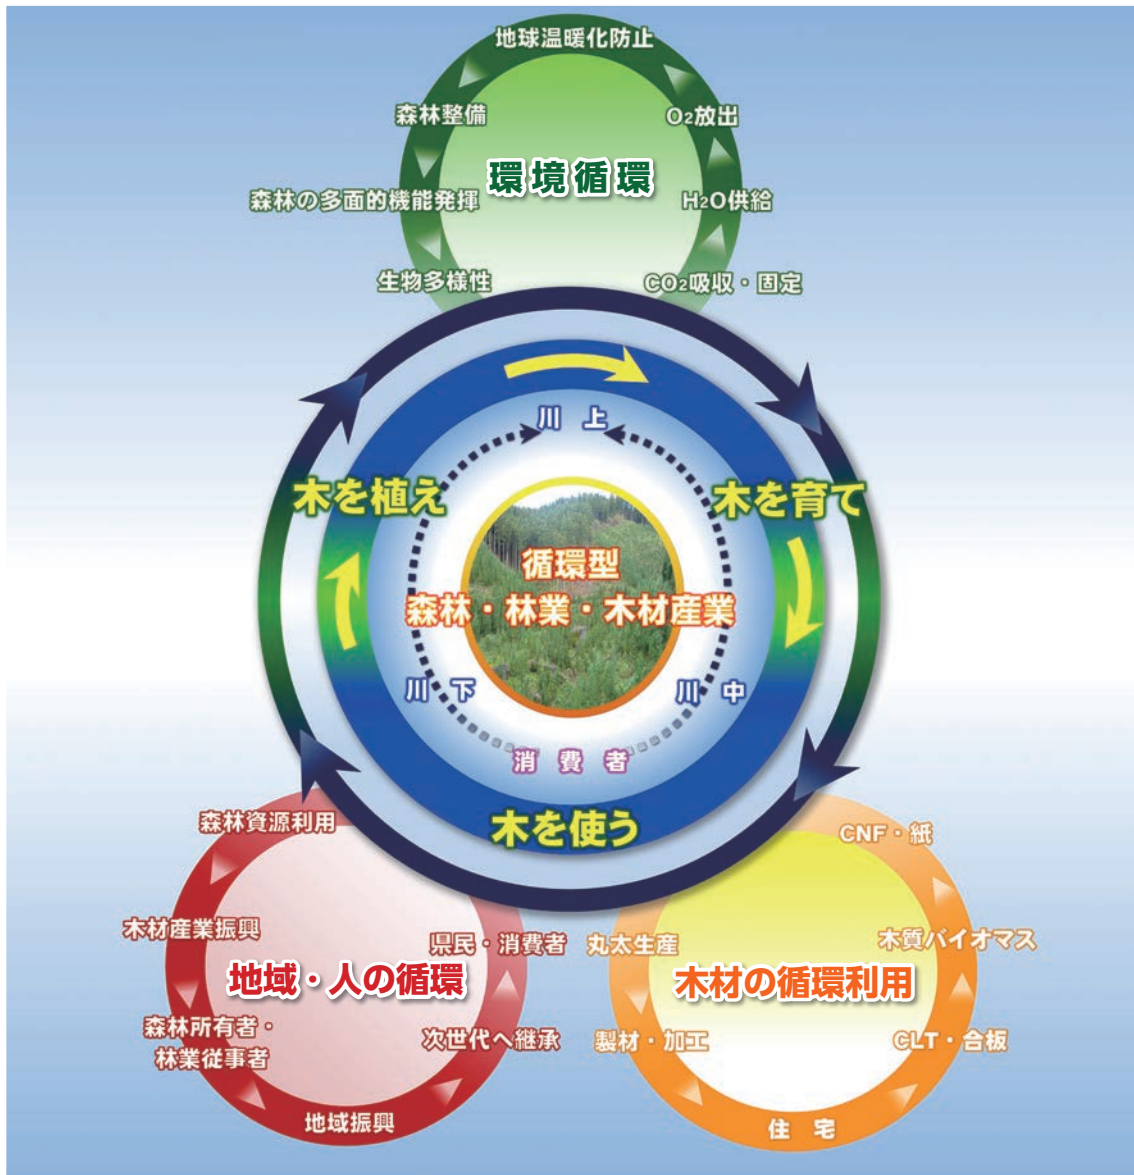 地球温暖化防止
森林整備
O₂放出
環境循環
森林の多面的機能発揮
H₂O供給
生物多様性
CO₂吸収・固定
川上
木を植え
木を育て
循環型
森林・林業・木材産業
川下
川中
消費者
木を使う
森林資源利用
木材産業振興
県民・消費者
地域・人の循環
森林所有者・
林業従事者
次世代へ継承
地域振興
CNF・紙
丸太生産
木質バイオマス
木材の循環利用
製材・加工
CLT・合板
住宅